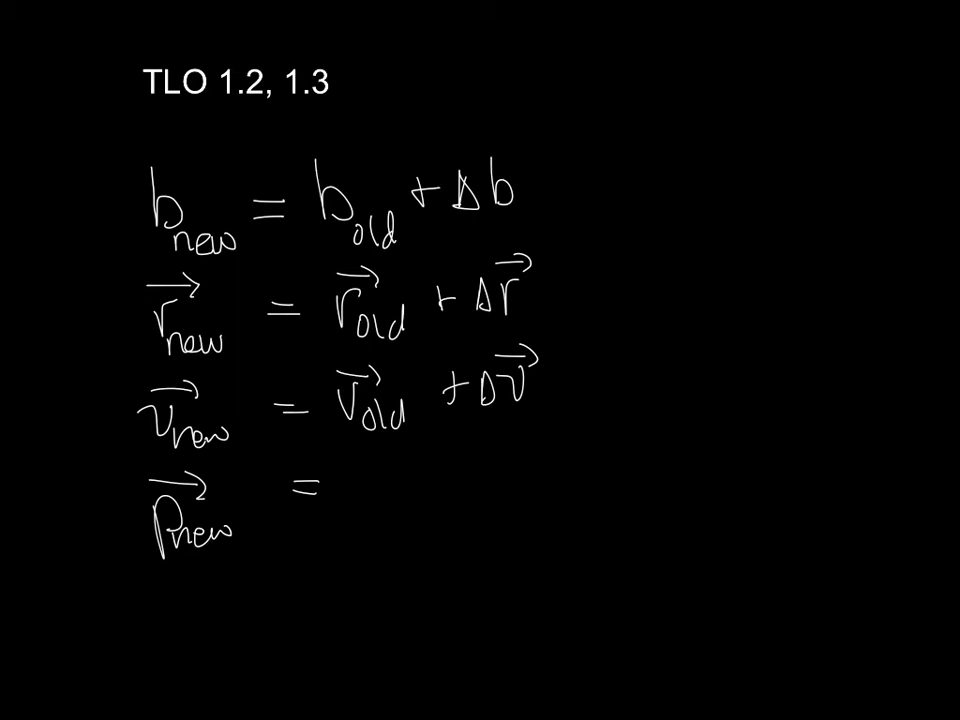 TLO 1.2, 1.3
b_new = b_old + Δb
r⃗_new = r⃗_old + Δr⃗
v⃗_new = v⃗_old + Δv⃗
p⃗_new =